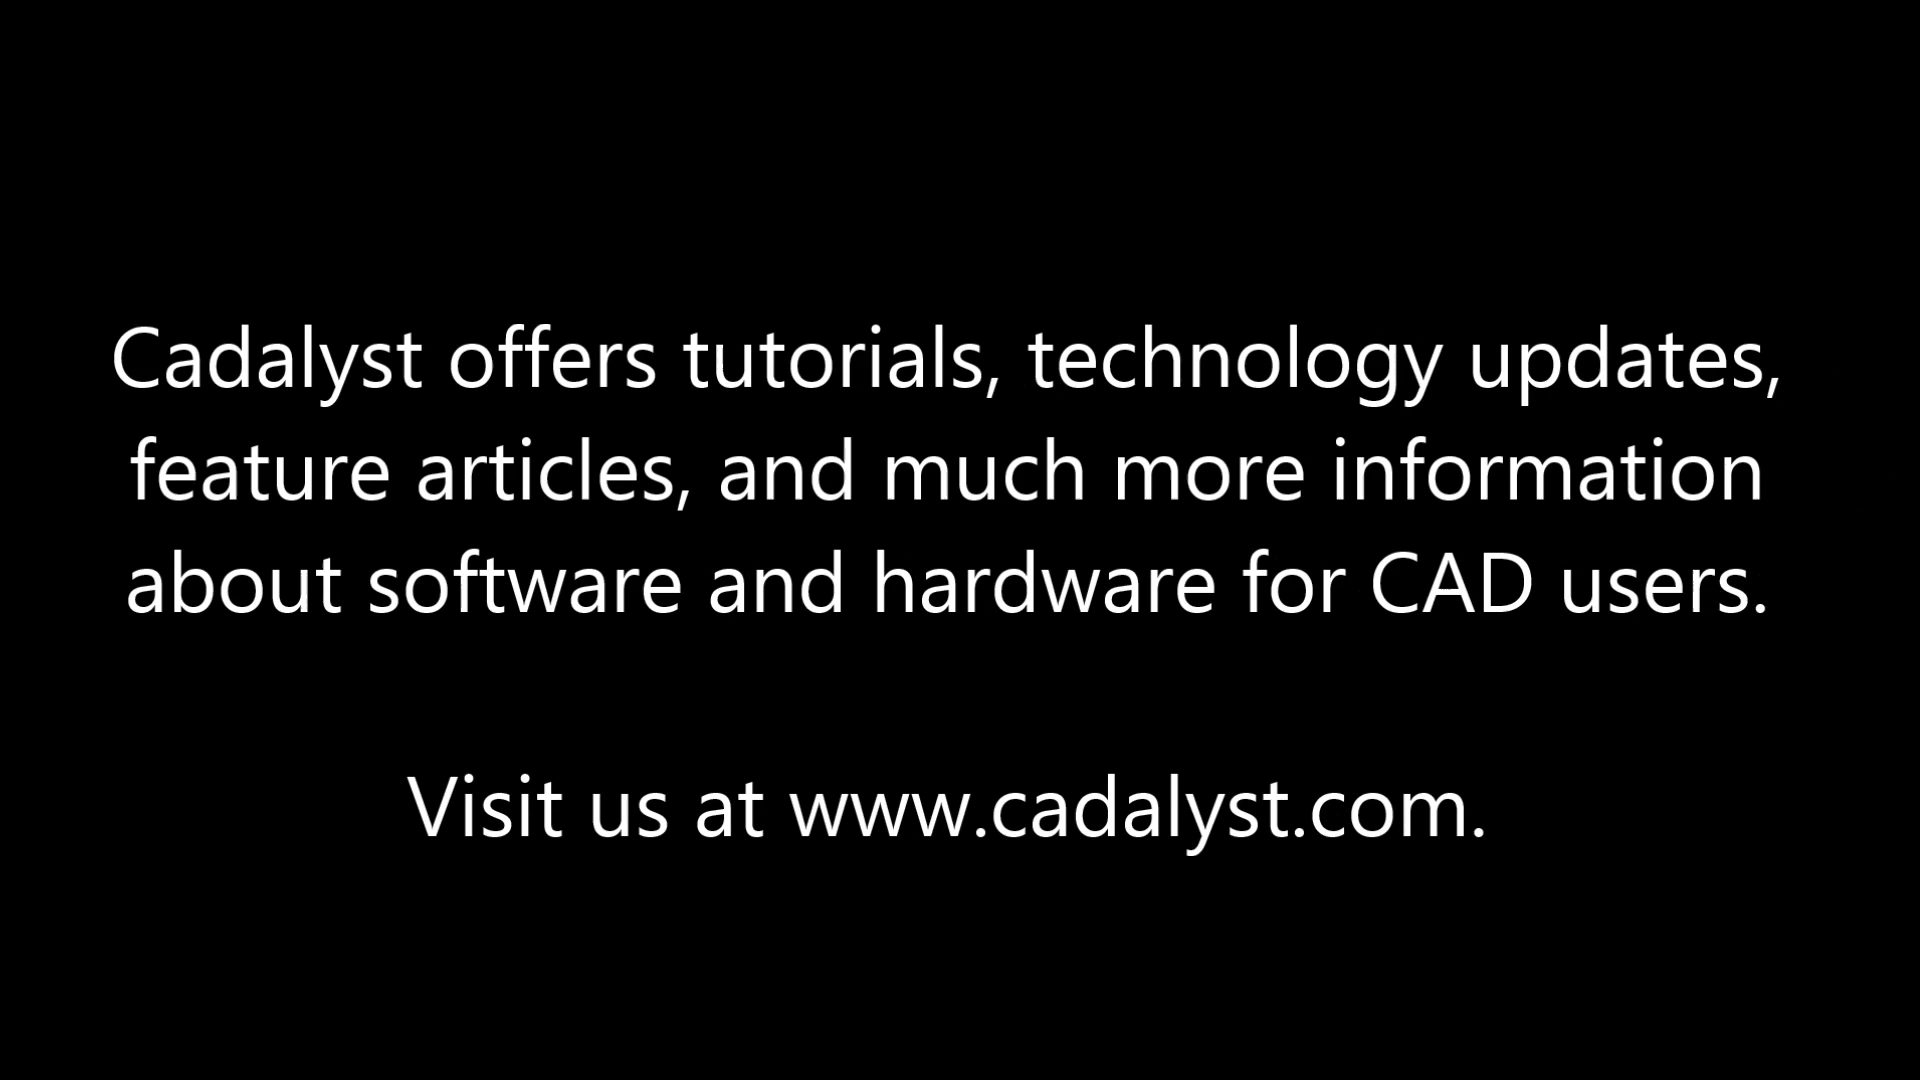 Cadalyst offers tutorials, technology updates,
feature articles, and much more information
about software and hardware for CAD users.
Visit us at www.cadalyst.com.